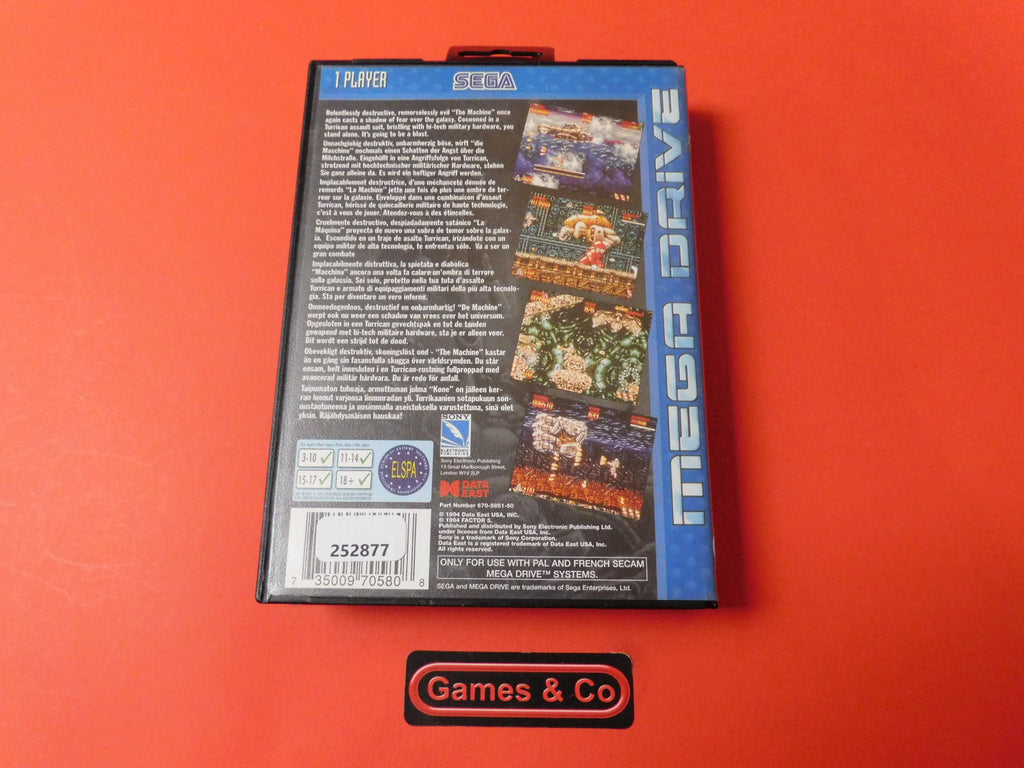 1 PLAYER
SEGA
MEGA DRIVE
Relentlessly destructive, remorselessly evil "The Machine" once
again casts a shadow of fear over the galaxy. Cocooned in a
Turrican assault suit, bristling with hi-tech military hardware, you
stand alone. It's going to be a blast.
Unnachgiebig destruktiv, unbarmherzig böse, wirft "die
Maschine" nochmals einen Schatten der Angst über die
Milchstraße. Eingehüllt in eine Angriffsfolge von Turrican,
strotzend mit hochtechnischer militärischer Hardware, stehen
Sie ganz alleine da. Es wird ein heftiger Angriff werden.
Implacablement destructrice, d'une méchanceté dénuée de
remords "La Machine" jette une fois de plus une ombre de ter-
reur sur la galaxie. Enveloppé dans une combinaison d'assaut
Turrican, hérissé de quincaillerie militaire de haute technologie,
c'est à vous de jouer. Atendez-vous à des étincelles.
Cruelmente destructivo, despiadadamente satánico "La
Máquina" proyecta de nuevo una sobra de temor sobre la galax-
ia. Escondido en un traje de asalto Turrican, irizándote con un
equipo militar de alta tecnología, te enfrentas sólo. Va a ser un
gran combate
Implacabilmente distruttiva, la spietata e diabolica
"Macchina" ancora una volta fa calare un'ombra di terrore
sulla galassia. Sei solo, protetto nella tua tuta d'assalto
Turrican e armato di equipaggiamenti militari della più alta tecnolo-
gia. Sta per diventare un vero inferno.
Onmeedogenloos, destructief en onbarmhartig! "De Machine"
werpt ook nu weer een schaduw van vrees over het universum.
Opgesloten in een Turrican gevechtspak en tot de tanden
gewapend met hi-tech militaire hardware, sta je er alleen voor.
Dit wordt een strijd tot de dood.
Obevekligt destruktiv, skoningslöst ond - "The Machine" kastar
än en gång sin fasansfulla skugga över världsrymden. Du står
ensam, helt innesluten i en Turrican-rustning fullproppad med
avancerad militär hårdvara. Du är redo för anfall.
Taipumaton tuhoaja, armottoman julma "Kone" on jälleen ker-
ran luonut varjonsa linnunradan yli. Turrikaanien sotapukuun son-
nustautuneena ja uusimmalla aseistuksella varustettuna, sinä olet
yksin. Räjähdysmäisen hauskaa!
3-10 11-14
15-17 18+
ELSPA
SONY
ELECTRONIC
Sony Electronic Publishing
13 Great Marlborough Street,
London W1V 2LP
DATA
EAST
Part Number 670-5851-50
© 1994 Data East USA, INC.
© 1994 FACTOR 5.
Published and distributed by Sony Electronic Publishing Ltd.
under license from Data East USA, Inc.
Sony is a trademark of Sony Corporation.
Data East is a registered trademark of Data East USA, Inc.
All rights reserved.
252877
7 35009 70580 8
ONLY FOR USE WITH PAL AND FRENCH SECAM
MEGA DRIVE™ SYSTEMS.
SEGA and MEGA DRIVE are trademarks of Sega Enterprises, Ltd.
Games & Co